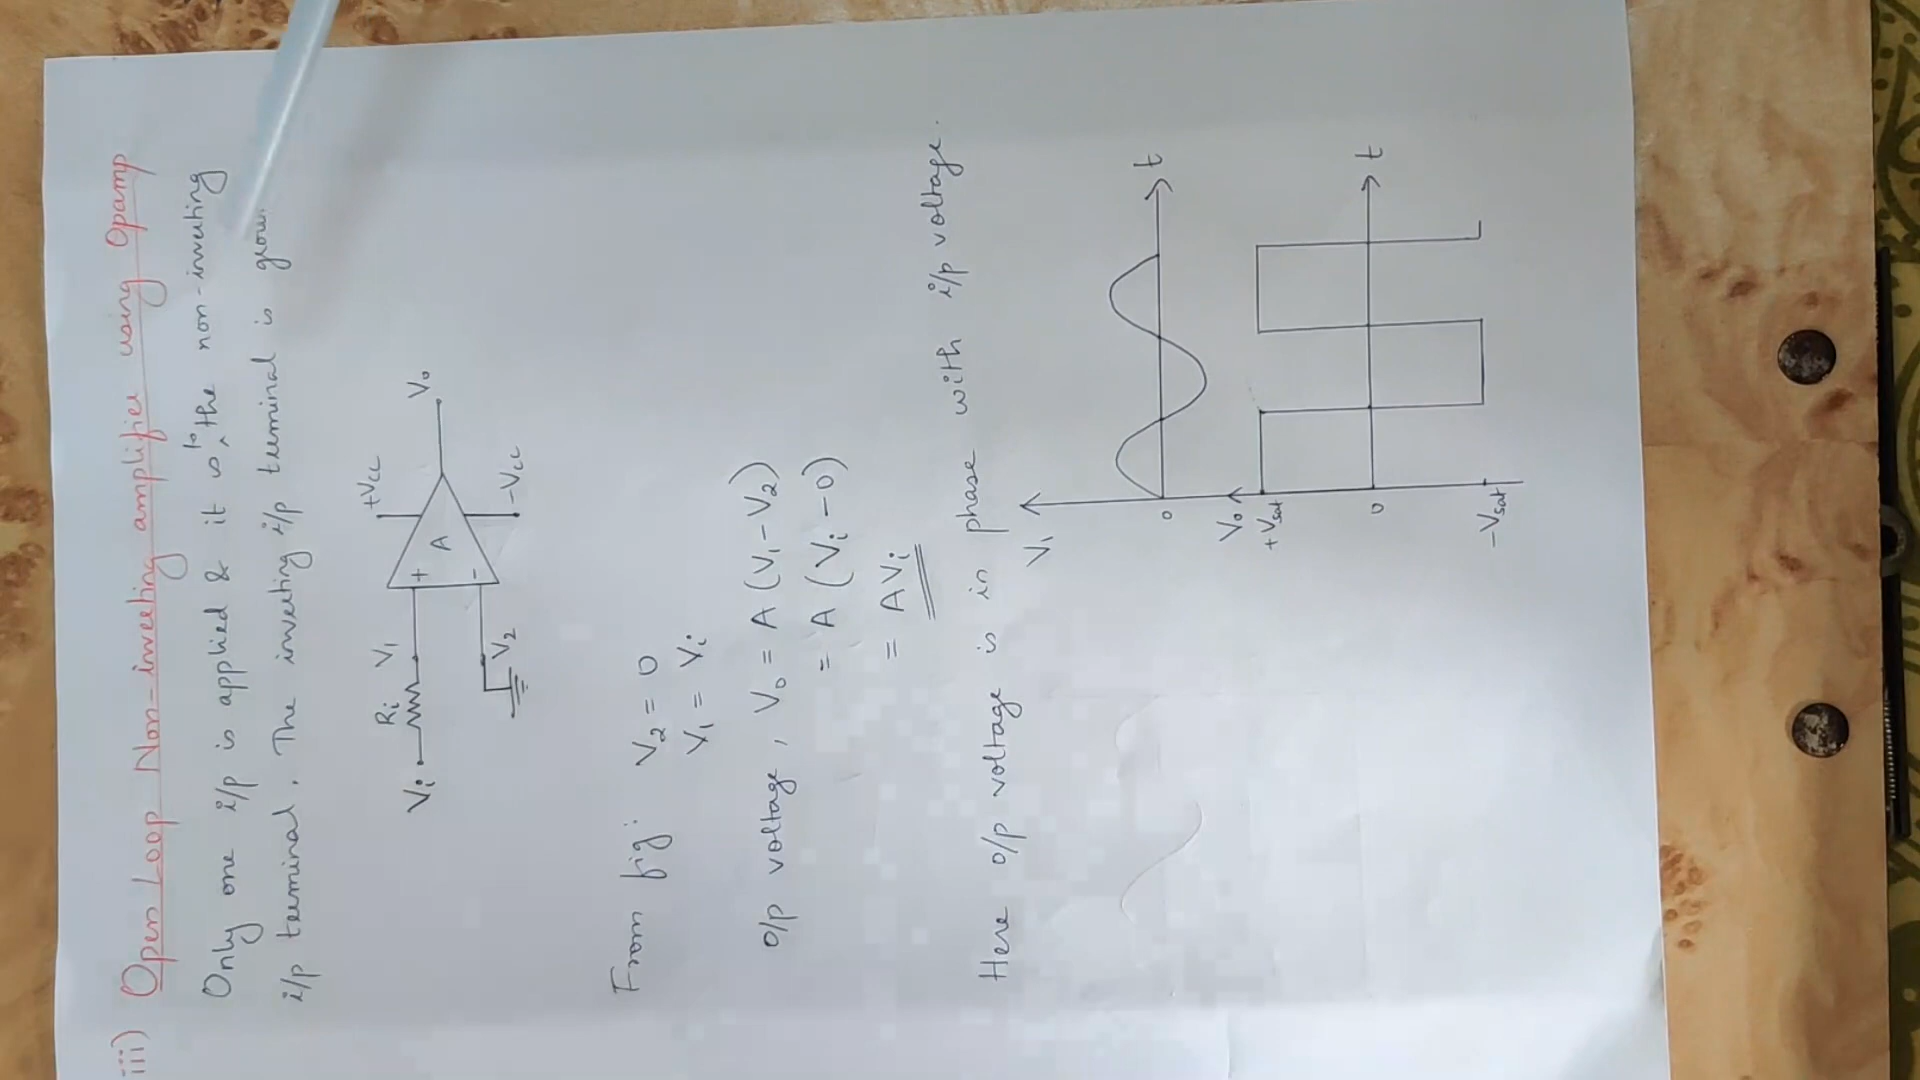 iii) Open Loop Non-inverting amplifier using Opamp
Only one i/p is applied & it is to the non-inverting
i/p terminal. The inverting i/p terminal is
+Vcc
Vi Ri V1 + A Vo
-
V2 -Vcc
From fig: V2 = 0
V1 = Vi
o/p voltage, Vo = A (V1 - V2)
= A (Vi - 0)
= AVi
Here o/p voltage is in phase with i/p voltage.
V1
0 t
Vo
+Vsat
0 t
-Vsat